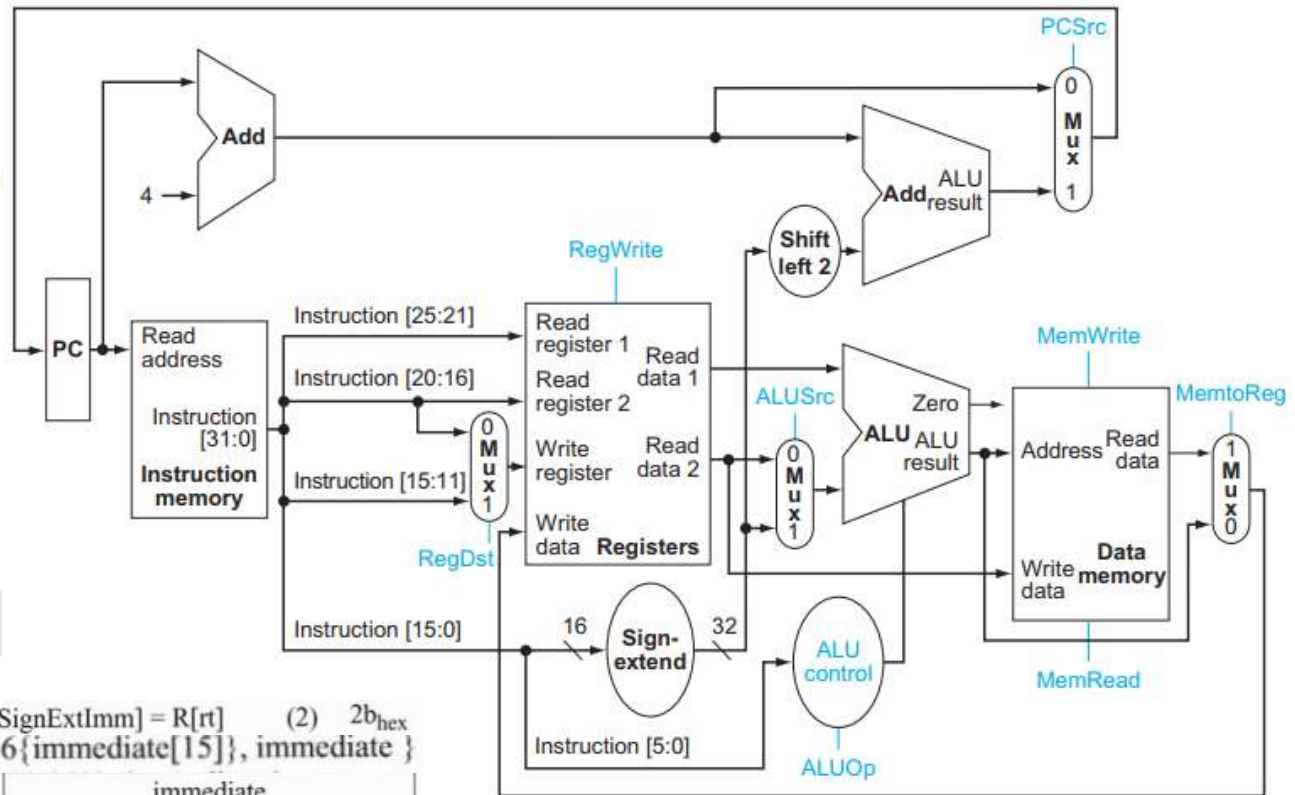 PCSrc
0
M
u
x
1
Add
4
ALU
Add result
Shift
left 2
RegWrite
PC
Read
address
Instruction
[31:0]
Instruction
memory
Instruction [25:21]
Instruction [20:16]
Instruction [15:11]
0
M
u
x
1
RegDst
Read
register 1
Read
register 2
Write
register
Write
data
Registers
Read
data 1
Read
data 2
ALUSrc
0
M
u
x
1
Zero
ALU ALU
result
MemWrite
Address
Read
data
Write
data
Data
memory
MemRead
MemtoReg
1
M
u
x
0
Instruction [15:0]
16
Sign-
extend
32
ALU
control
Instruction [5:0]
ALUOp
SignExtImm] = R[rt] (2) 2bhex
6{immediate[15]}, immediate }
immediate